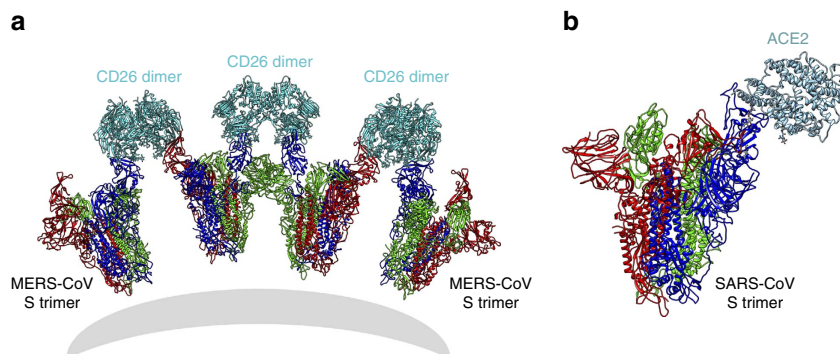 a
CD26 dimer
CD26 dimer
CD26 dimer
MERS-CoV
S trimer
MERS-CoV
S trimer
b
ACE2
SARS-CoV
S trimer